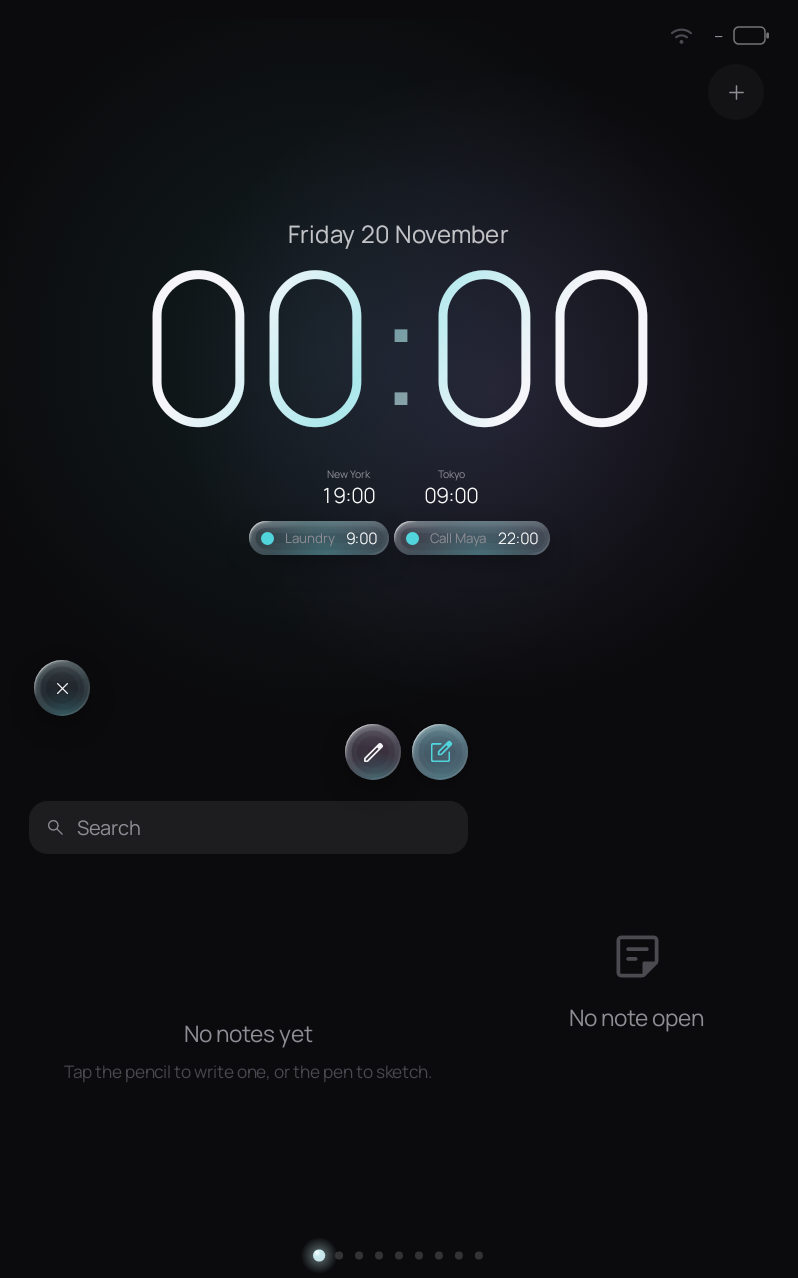 Friday 20 November
00:00
New York Tokyo
19:00 09:00
Laundry 9:00 Call Maya 22:00
Search
No note open
No notes yet
Tap the pencil to write one, or the pen to sketch.